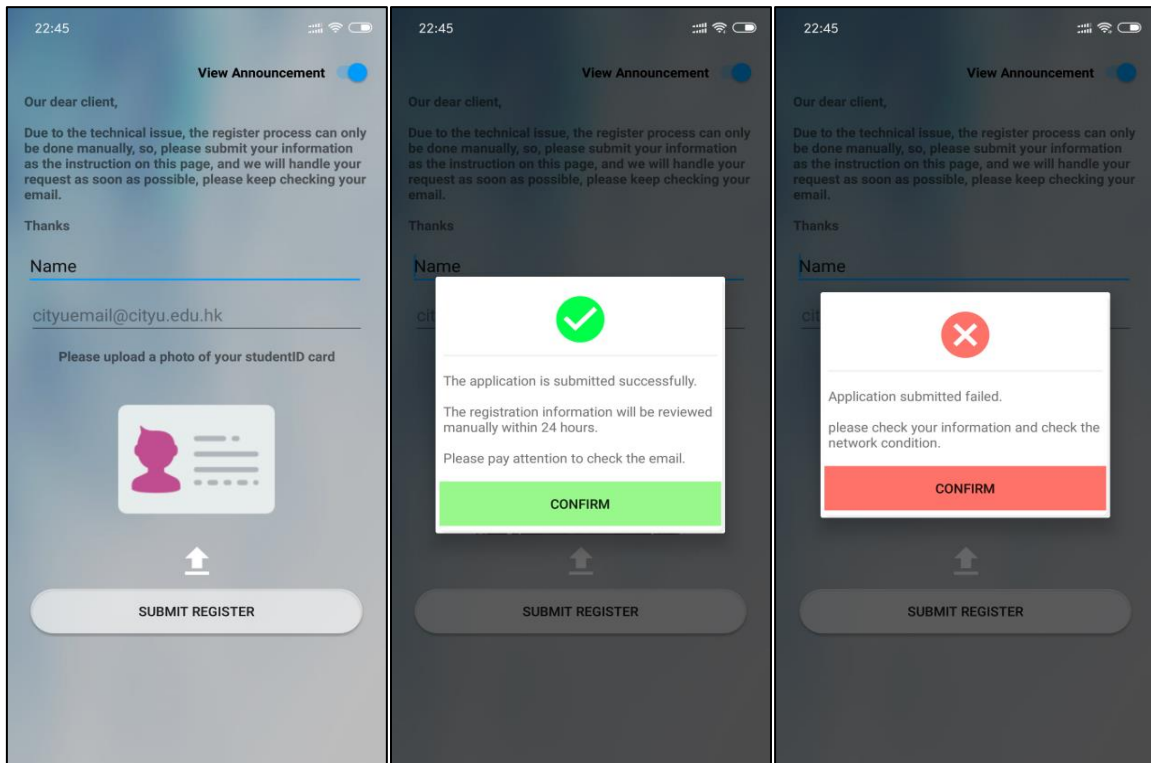 22:45
View Announcement
Our dear client,
Due to the technical issue, the register process can only
be done manually, so, please submit your information
as the instruction on this page, and we will handle your
request as soon as possible, please keep checking your
email.
Thanks
Name
cityuemail@cityu.edu.hk
Please upload a photo of your studentID card
SUBMIT REGISTER
22:45
View Announcement
Our dear client,
Due to the technical issue, the register process can only
be done manually, so, please submit your information
as the instruction on this page, and we will handle your
request as soon as possible, please keep checking your
email.
Thanks
Name
cit
The application is submitted successfully.
The registration information will be reviewed
manually within 24 hours.
Please pay attention to check the email.
CONFIRM
SUBMIT REGISTER
22:45
View Announcement
Our dear client,
Due to the technical issue, the register process can only
be done manually, so, please submit your information
as the instruction on this page, and we will handle your
request as soon as possible, please keep checking your
email.
Thanks
Name
cit
Application submitted failed.
please check your information and check the
network condition.
CONFIRM
SUBMIT REGISTER